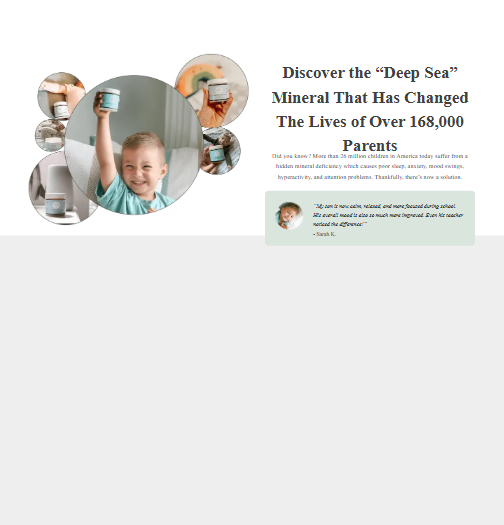 Discover the “Deep Sea”
Mineral That Has Changed
The Lives of Over 168,000
Parents
Did you know? More than 26 million children in America today suffer from a
hidden mineral deficiency which causes poor sleep, anxiety, mood swings,
hyperactivity, and attention problems. Thankfully, there's now a solution.
"My son is now calm, relaxed, and more focused during school.
His overall mood is also so much more improved. Even his teacher
noticed the difference!"
- Sarah K.